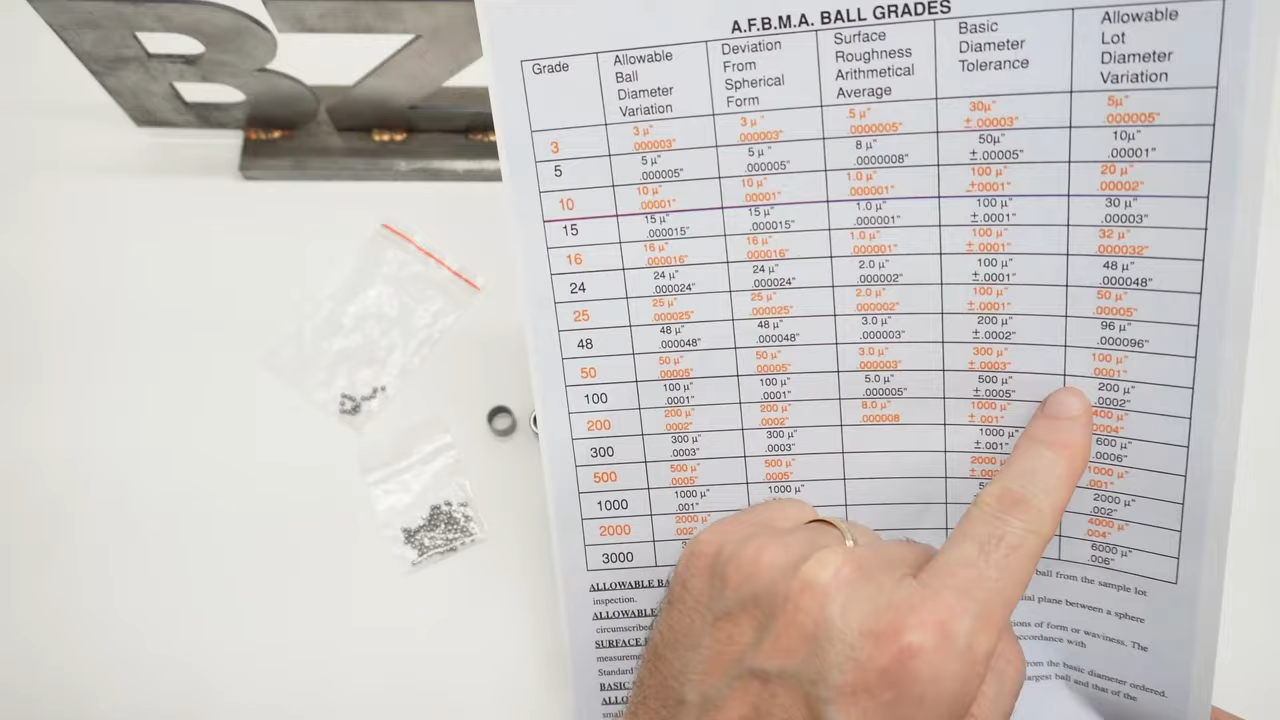 BZ
A.F.B.M.A. BALL GRADES
Grade
Allowable
Ball
Diameter
Variation
Deviation
From
Spherical
Form
Surface
Roughness
Arithmetical
Average
Basic
Diameter
Tolerance
Allowable
Lot
Diameter
Variation
3 3 µ" 3 µ" .5 µ" 30µ" 5µ"
.000003" .000003" .0000005" ±.00003" .000005"
5 5 µ" 5 µ" 8 µ" 50µ" 10µ"
.000005" .000005" .0000008" ±.00005" .00001"
10 10 µ" 10 µ" 1.0 µ" 100 µ" 20 µ"
.00001" .00001" .000001" ±0001" .00002"
15 15 µ" 15 µ" 1.0 µ" 100 µ" 30 µ"
.000015" .000015" .000001" ±.0001" .00003"
16 16 µ" 16 µ" 1.0 µ" 100 µ" 32 µ"
.000016" .000016" .000001" ±.0001" .000032"
24 24 µ" 24 µ" 2.0 µ" 100 µ" 48 µ"
.000024" .000024" .000002" ±.0001" .000048"
25 25 µ" 25 µ" 2.0 µ" 100 µ" 50 µ"
.000025" .000025" .000002" ±.0001" .00005"
48 48 µ" 48 µ" 3.0 µ" 200 µ" 96 µ"
.000048" .000048" .000003" ±.0002" .000096"
50 50 µ" 50 µ" 3.0 µ" 300 µ" 100 µ"
.00005" .00005" .000003" ±.0003" .0001"
100 100 µ" 100 µ" 5.0 µ" 500 µ" 200 µ"
.0001" .0001" .000005" ±.0005" .0002"
200 200 µ" 200 µ" 8.0 µ" 1000 µ" 400 µ"
.0002" .0002" .000008 ±.001" 0004"
300 300 µ" 300 µ" 1000 µ" 600 µ"
.0003" .0003" ±.001" .0006"
500 500 µ" 500 µ" 2000 µ 1000 µ"
.0005" .0005" .001"
1000 1000 µ" 1000 µ" 2000 µ"
.001" .002"
2000 2000 µ" 4000 µ"
.002" .004"
3000 6000 µ"
.006"
ALLOWABLE ball from the sample lot
inspection.
ALLOWABLE plane between a sphere
circumscribed
SURFACE of form or waviness. The
accordance with
Standard
BASIC from the basic diameter ordered.
largest ball and that of the